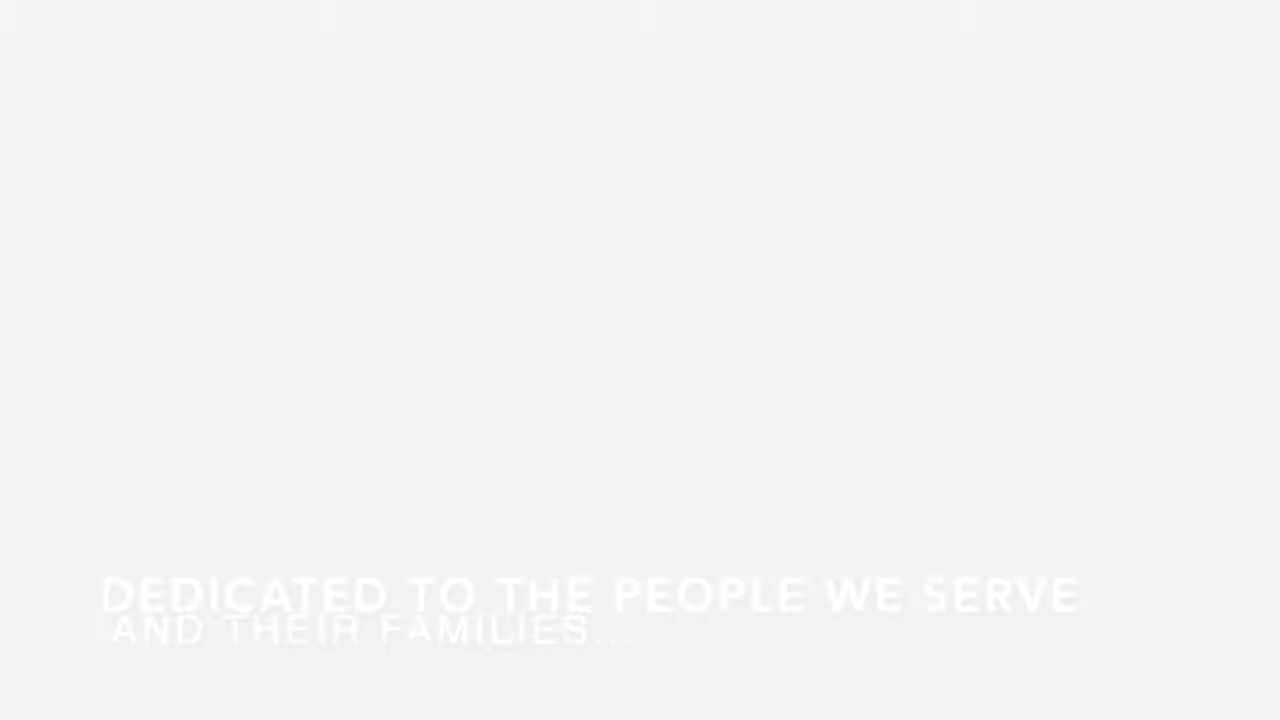 DEDICATED TO THE PEOPLE WE SERVE
AND THEIR FAMILIES...